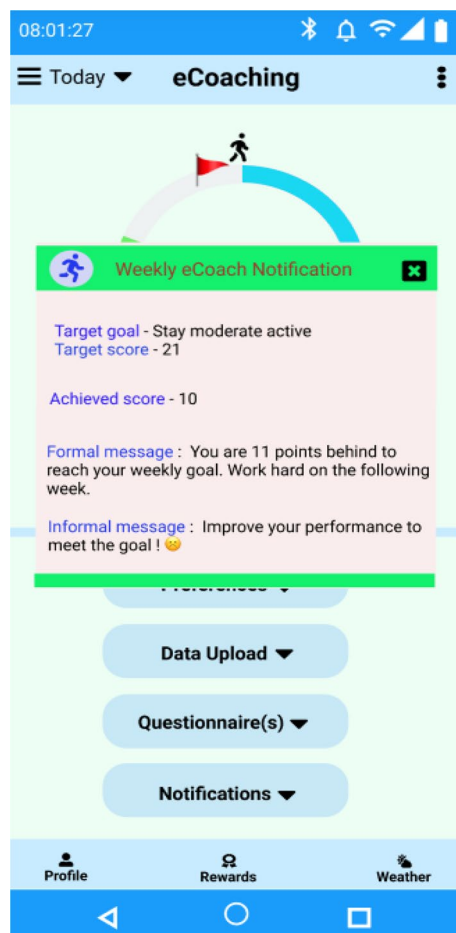 08:01:27
Today eCoaching
Weekly eCoach Notification
Target goal - Stay moderate active
Target score - 21
Achieved score - 10
Formal message : You are 11 points behind to
reach your weekly goal. Work hard on the following
week.
Informal message : Improve your performance to
meet the goal ! 😕
Preferences
Data Upload
Questionnaire(s)
Notifications
Profile Rewards Weather